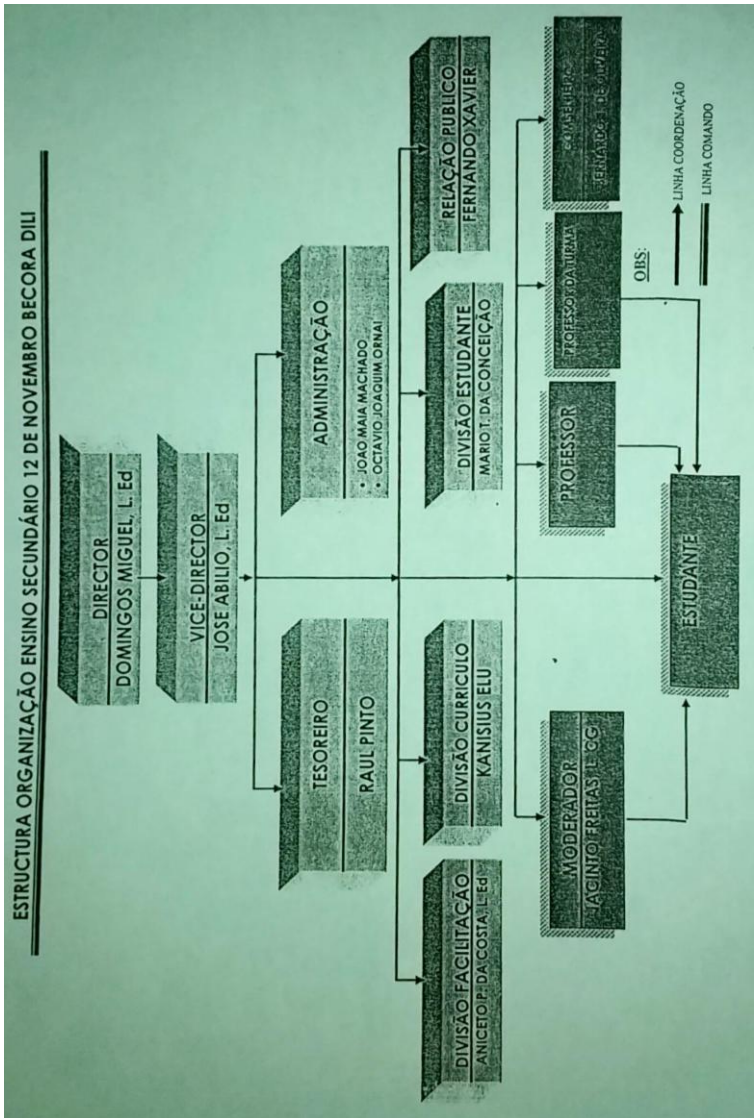 ESTRUCTURA ORGANIZAÇÃO ENSINO SECUNDÁRIO 12 DE NOVEMBRO BECORA DILI
DIRECTOR
DOMINGOS MIGUEL, L. Ed
VICE-DIRECTOR
JOSE ABILIO, L. Ed
TESOREIRO
RAUL PINTO
ADMINISTRAÇÃO
• JOAO MAIA MACHADO
• OCTAVIO JOAQUIM ORNAI
DIVISÃO FACILITAÇÃO
ANICETO P. DA COSTA, L. Ed
DIVISÃO CURRICULO
KANISIUS ELU
DIVISÃO ESTUDANTE
MARIO T. DA CONCEIÇÃO
RELAÇÃO PUBLICO
FERNANDO XAVIER
MODERADOR
JACINTO FREITAS
PROFESSOR
PROFESSOR DA TURMA
DE OLIVEIRA
ESTUDANTE
OBS:
LINHA COORDENAÇÃO
LINHA COMANDO